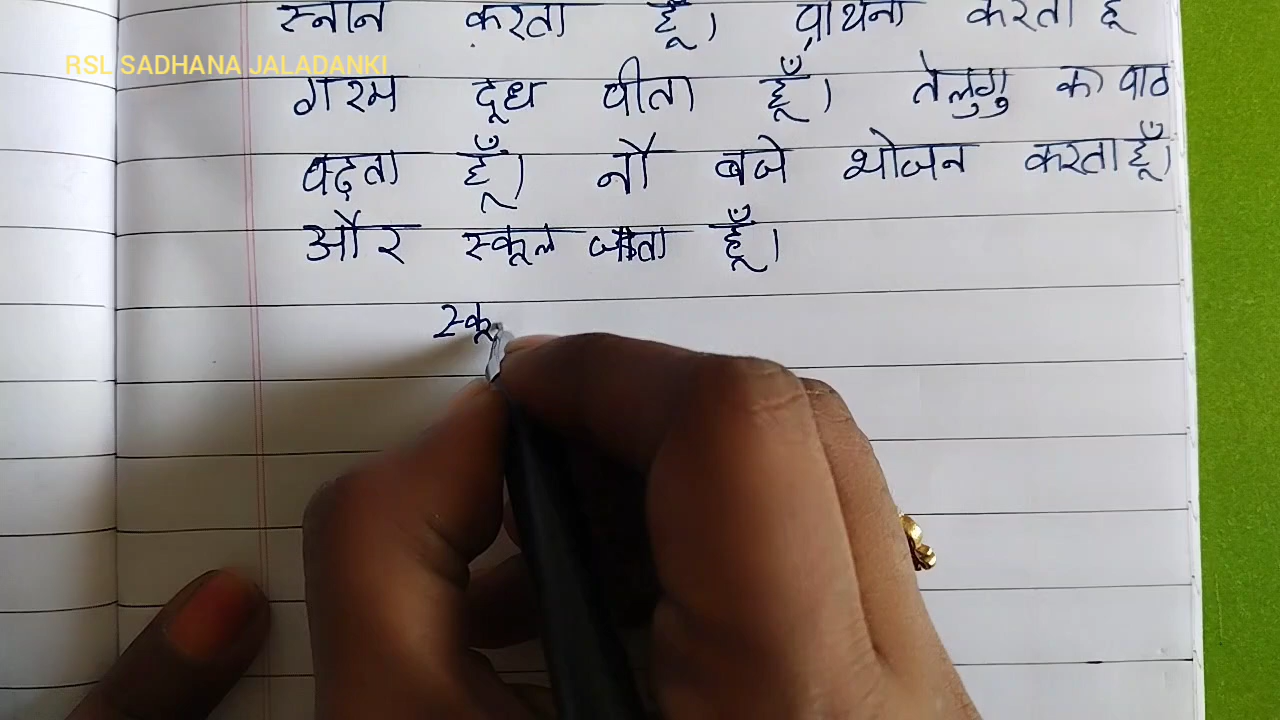 स्नान करता हूँ। प्रार्थना करता हूँ
RSL SADHANA JALADANKI
गरम दूध पीता हूँ। तेलुगु का पाठ
पढ़ता हूँ। नौ बजे भोजन करता हूँ।
और स्कूल जाता हूँ।
स्कू